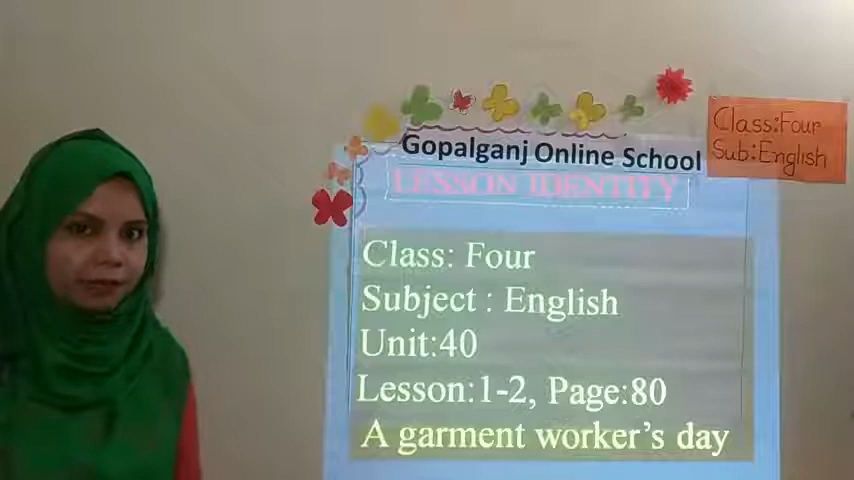 Gopalganj Online School
LESSON IDENTITY
Class:Four
Sub:English
Class: Four
Subject : English
Unit:40
Lesson:1-2, Page:80
A garment worker's day